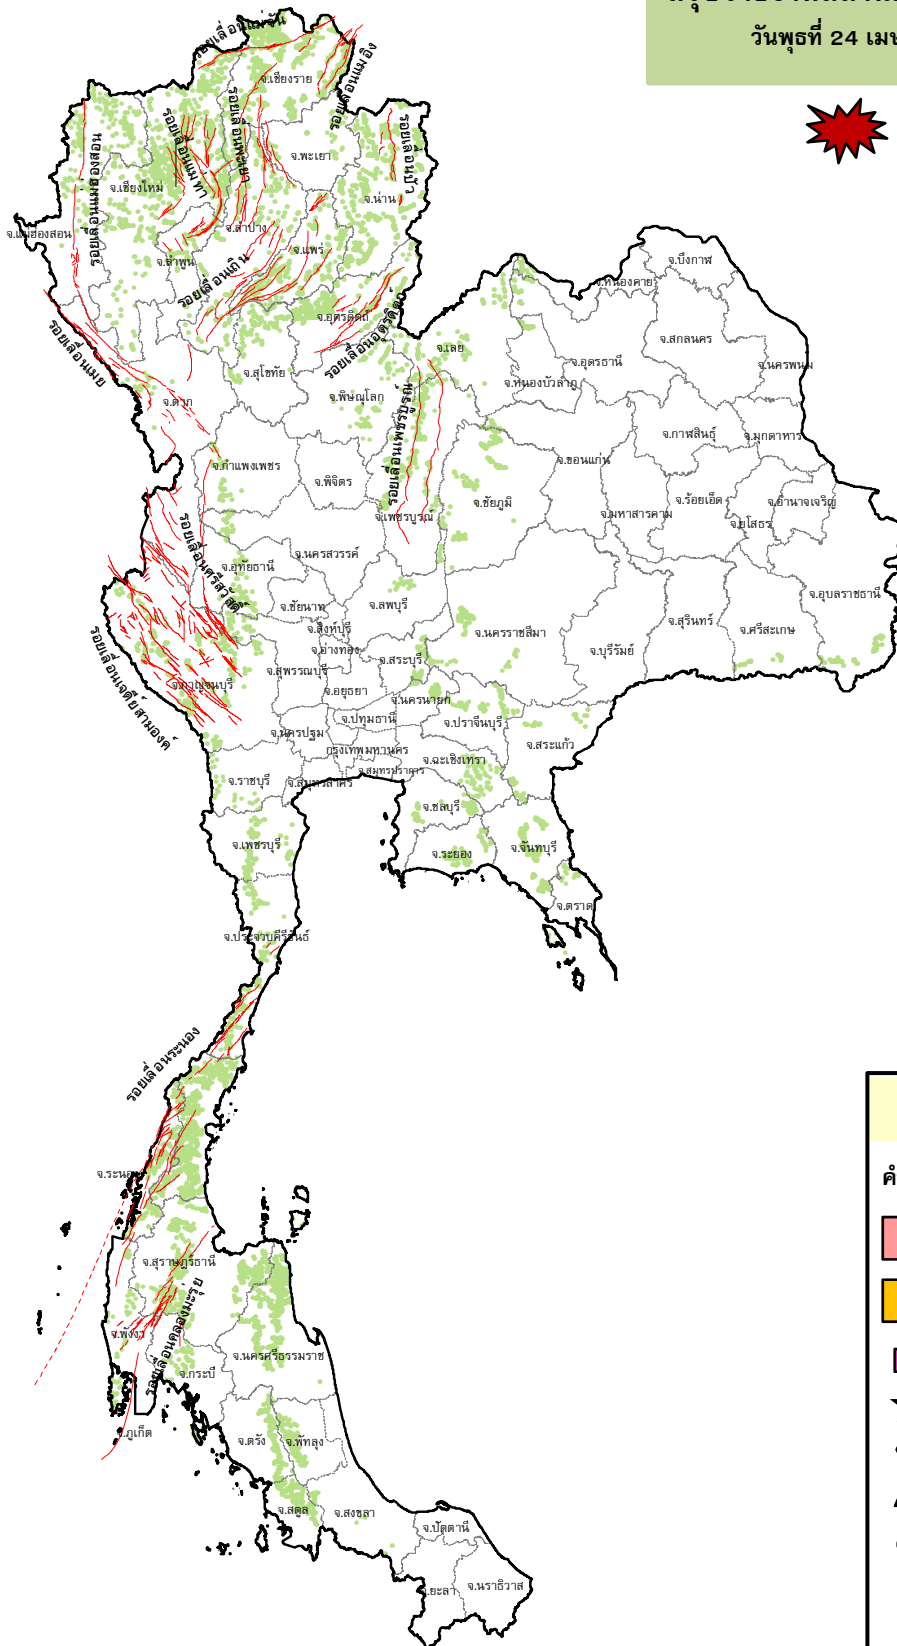 วันพุธที่ 24 เมษ
รอยเลื่อนแม่จัน
รอยเลื่อนแม่อิง
จ.เชียงราย
รอยเลื่อนพะเยา
รอยเลื่อนแม่ทา
รอยเลื่อนปัว
จ.พะเยา
รอยเลื่อนแม่ฮ่องสอน
จ.เชียงใหม่
จ.น่าน
จ.แม่ฮ่องสอน
จ.ลำปาง
จ.แพร่
จ.ลำพูน
รอยเลื่อนเถิน
จ.บึงกาฬ
จ.หนองคาย
จ.อุตรดิตถ์
รอยเลื่อนอุตรดิตถ์
รอยเลื่อนเมย
จ.เลย
จ.สกลนคร
จ.อุดรธานี
จ.นครพนม
จ.สุโขทัย
จ.หนองบัวลำภู
จ.ตาก
จ.พิษณุโลก
รอยเลื่อนเพชรบูรณ์
จ.กาฬสินธุ์
จ.มุกดาหาร
จ.กำแพงเพชร
จ.ขอนแก่น
จ.พิจิตร
จ.ชัยภูมิ
จ.ร้อยเอ็ด
จ.อำนาจเจริญ
จ.เพชรบูรณ์
จ.มหาสารคาม
จ.ยโสธร
รอยเลื่อนศรีสวัสดิ์
จ.นครสวรรค์
จ.อุทัยธานี
จ.ชัยนาท
จ.ลพบุรี
จ.อุบลราชธานี
จ.สิงห์บุรี
จ.นครราชสีมา
จ.สุรินทร์
จ.ศรีสะเกษ
จ.อ่างทอง
จ.บุรีรัมย์
จ.สระบุรี
จ.สุพรรณบุรี
รอยเลื่อนเจดีย์สามองค์
จ.กาญจนบุรี
จ.อยุธยา
จ.นครนายก
จ.ปทุมธานี
จ.ปราจีนบุรี
จ.นครปฐม
จ.สระแก้ว
กรุงเทพมหานคร
จ.ฉะเชิงเทรา
จ.สมุทรปราการ
จ.ราชบุรี
จ.สมุทรสาคร
จ.ชลบุรี
จ.เพชรบุรี
จ.ระยอง
จ.จันทบุรี
จ.ตราด
จ.ประจวบคีรีขันธ์
รอยเลื่อนระนอง
จ.ระนอง
จ.สุราษฎร์ธานี
รอยเลื่อนคลองมะรุ่ย
จ.พังงา
จ.นครศรีธรรมราช
จ.กระบี่
จ.ภูเก็ต
จ.ตรัง
จ.พัทลุง
จ.สตูล
จ.สงขลา
จ.ปัตตานี
จ.ยะลา
จ.นราธิวาส